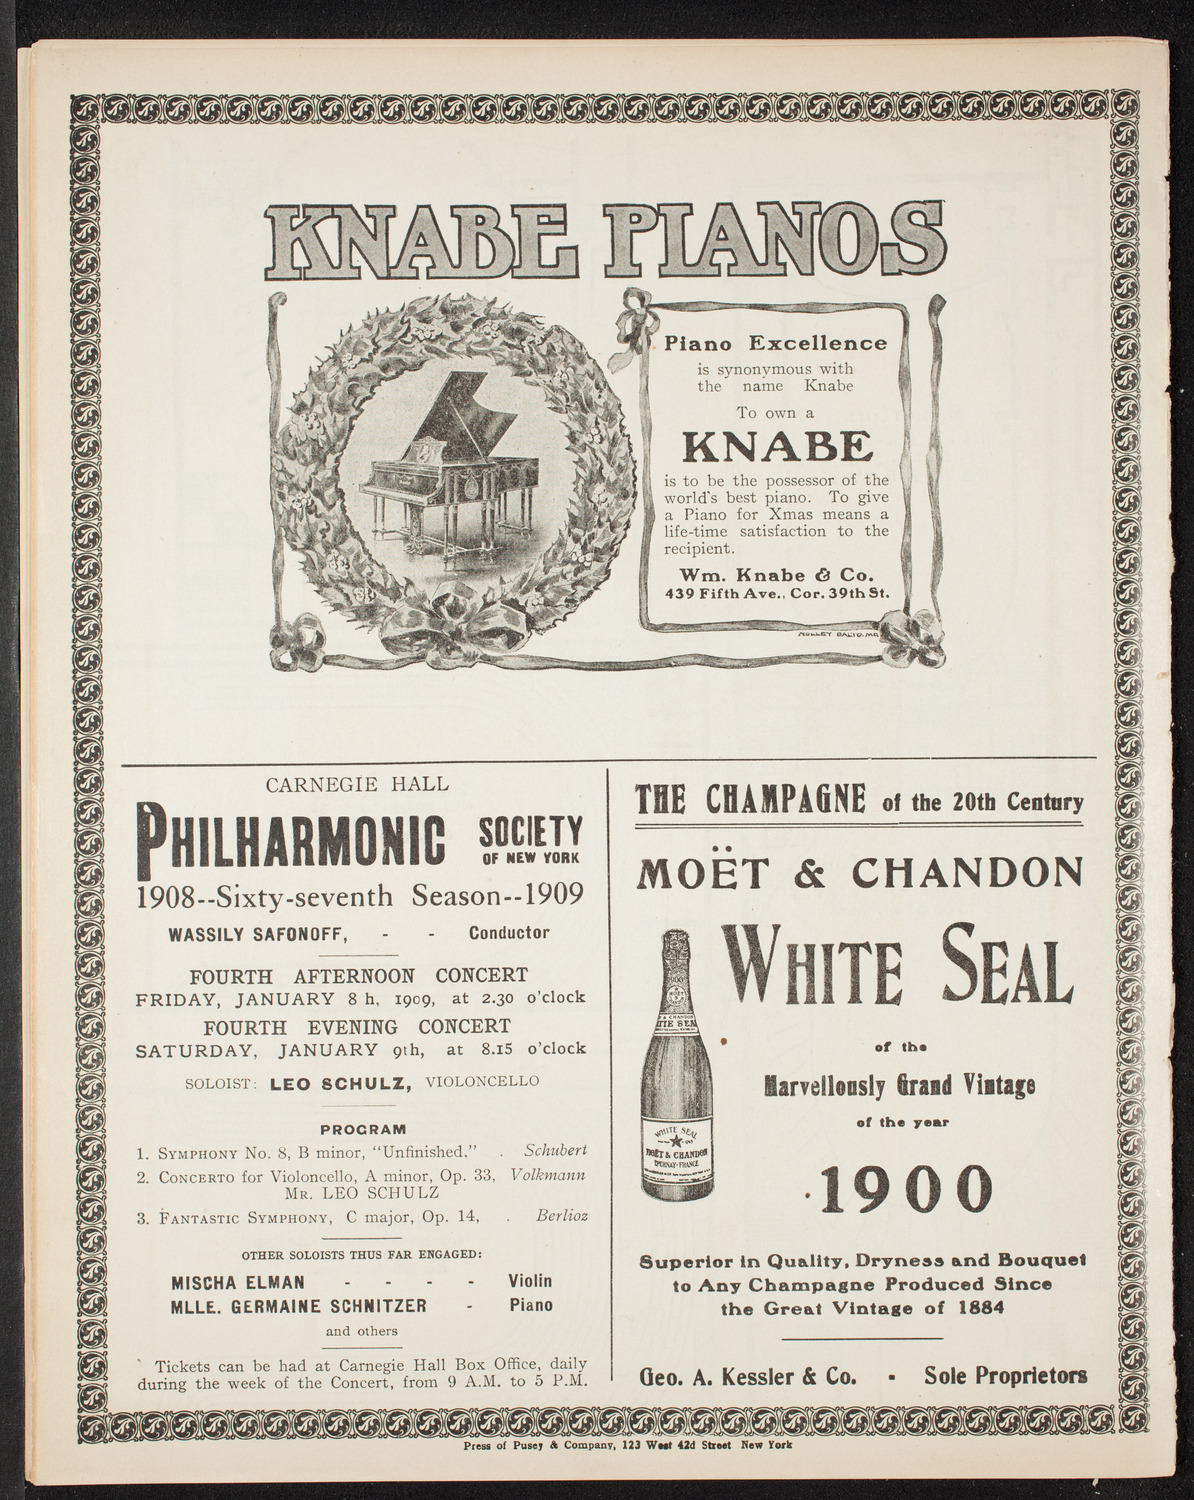 KNABE PIANOS
Piano Excellence
is synonymous with
the name Knabe
To own a
KNABE
is to be the possessor of the
world's best piano. To give
a Piano for Xmas means a
life-time satisfaction to the
recipient.
Wm. Knabe & Co.
439 Fifth Ave., Cor. 39th St.
CARNEGIE HALL
PHILHARMONIC SOCIETY
OF NEW YORK
1908--Sixty-seventh Season--1909
WASSILY SAFONOFF, - - Conductor
FOURTH AFTERNOON CONCERT
FRIDAY, JANUARY 8 h, 1909, at 2.30 o'clock
FOURTH EVENING CONCERT
SATURDAY, JANUARY 9th, at 8.15 o'clock
SOLOIST: LEO SCHULZ, VIOLONCELLO
PROGRAM
1. SYMPHONY No. 8, B minor, "Unfinished," . Schubert
2. CONCERTO for Violoncello, A minor, Op. 33, Volkmann
MR. LEO SCHULZ
3. FANTASTIC SYMPHONY, C major, Op. 14, . Berlioz
OTHER SOLOISTS THUS FAR ENGAGED:
MISCHA ELMAN - - - - Violin
MLLE. GERMAINE SCHNITZER - Piano
and others
Tickets can be had at Carnegie Hall Box Office, daily
during the week of the Concert, from 9 A.M. to 5 P.M.
THE CHAMPAGNE of the 20th Century
MOËT & CHANDON
WHITE SEAL
of the
Marvellously Grand Vintage
of the year
1900
WHITE SEAL
MOËT & CHANDON
EPERNAY-FRANCE
Superior in Quality, Dryness and Bouquet
to Any Champagne Produced Since
the Great Vintage of 1884
Geo. A. Kessler & Co. - Sole Proprietors
Press of Pusey & Company, 123 West 42d Street New York